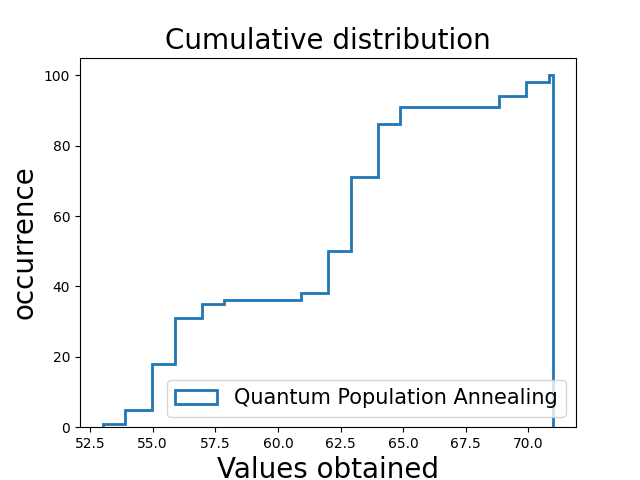 Cumulative distribution
occurrence
100
80
60
40
20
0
52.5 55.0 57.5 60.0 62.5 65.0 67.5 70.0
Values obtained
Quantum Population Annealing